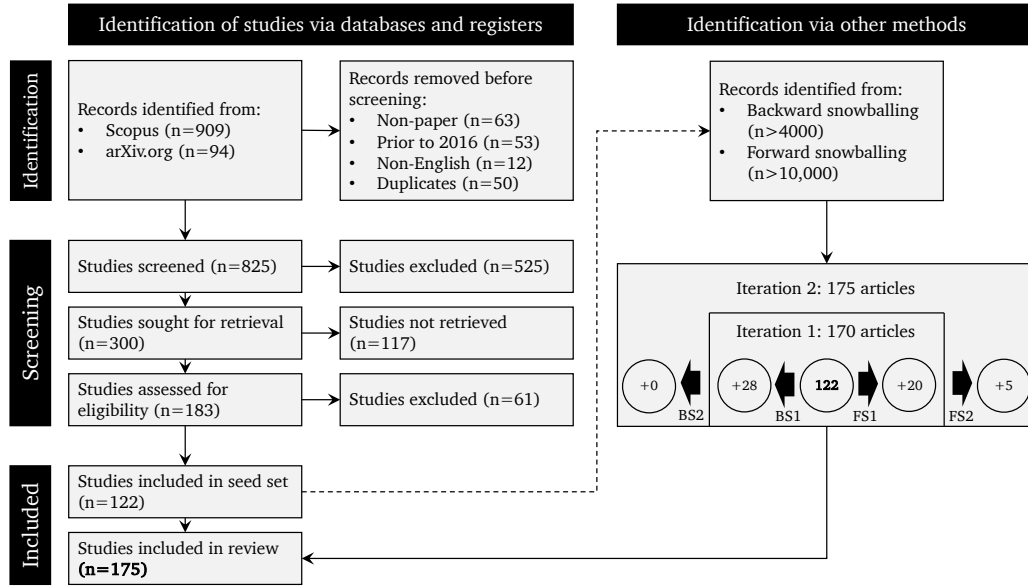 Identification of studies via databases and registers
Identification via other methods
Identification
Records identified from:
• Scopus (n=909)
• arXiv.org (n=94)
Records removed before
screening:
• Non-paper (n=63)
• Prior to 2016 (n=53)
• Non-English (n=12)
• Duplicates (n=50)
Records identified from:
• Backward snowballing
(n>4000)
• Forward snowballing
(n>10,000)
Screening
Studies screened (n=825)
Studies excluded (n=525)
Studies sought for retrieval
(n=300)
Studies not retrieved
(n=117)
Studies assessed for
eligibility (n=183)
Studies excluded (n=61)
Iteration 2: 175 articles
Iteration 1: 170 articles
+0
BS2
+28
BS1
122
FS1
+20
FS2
+5
Included
Studies included in seed set
(n=122)
Studies included in review
(n=175)